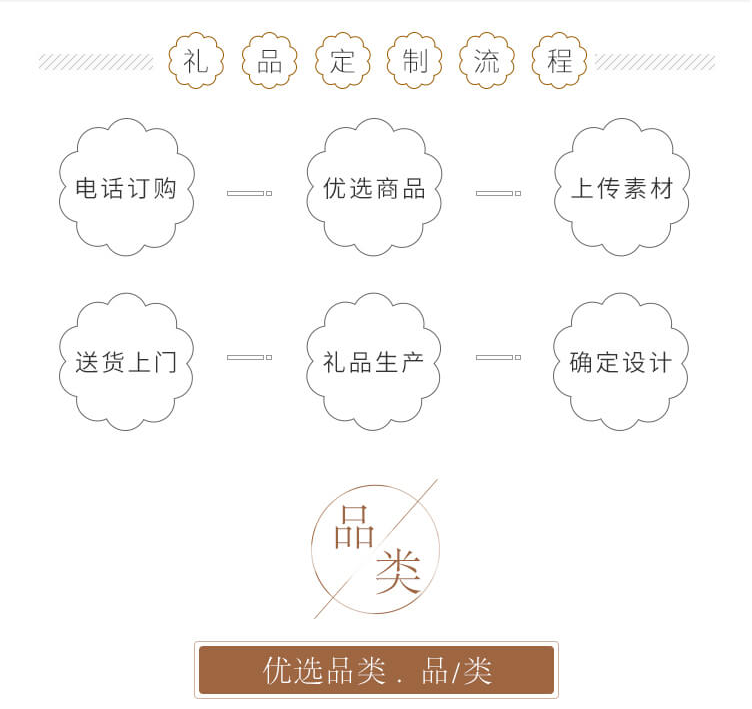 礼品定制流程
电话订购 优选商品 上传素材
送货上门 礼品生产 确定设计
品
类
优选品类 . 品/类